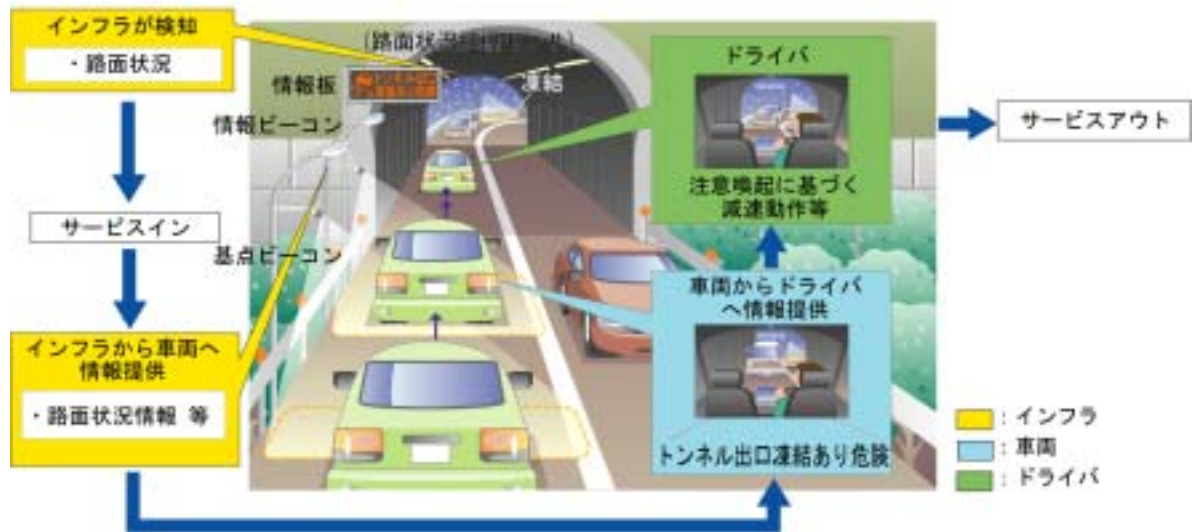 インフラが検知
・路面状況
サービスイン
インフラから車両へ
情報提供
・路面状況情報 等
(路面状況
情報板
凍結
情報ビーコン
基点ビーコン
車両からドライバ
へ情報提供
トンネル出口凍結あり危険
ドライバ
注意喚起に基づく
減速動作等
サービスアウト
:インフラ
:車両
:ドライバ